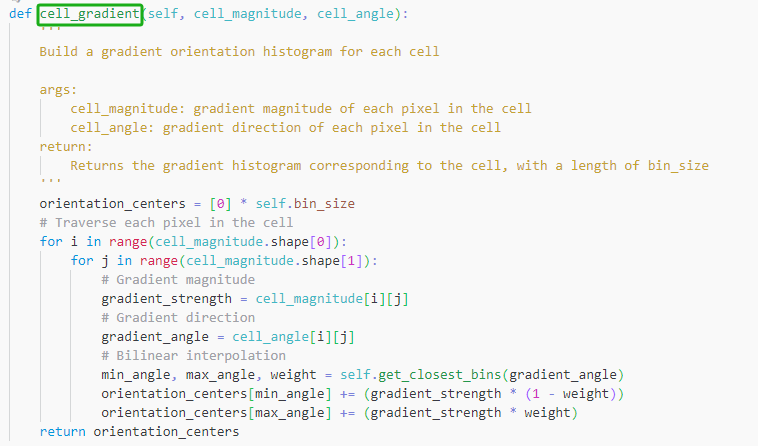 def cell_gradient(self, cell_magnitude, cell_angle):
    '''
    Build a gradient orientation histogram for each cell

    args:
        cell_magnitude: gradient magnitude of each pixel in the cell
        cell_angle: gradient direction of each pixel in the cell
    return:
        Returns the gradient histogram corresponding to the cell, with a length of bin_size
    '''
    orientation_centers = [0] * self.bin_size
    # Traverse each pixel in the cell
    for i in range(cell_magnitude.shape[0]):
        for j in range(cell_magnitude.shape[1]):
            # Gradient magnitude
            gradient_strength = cell_magnitude[i][j]
            # Gradient direction
            gradient_angle = cell_angle[i][j]
            # Bilinear interpolation
            min_angle, max_angle, weight = self.get_closest_bins(gradient_angle)
            orientation_centers[min_angle] += (gradient_strength * (1 - weight))
            orientation_centers[max_angle] += (gradient_strength * weight)
    return orientation_centers